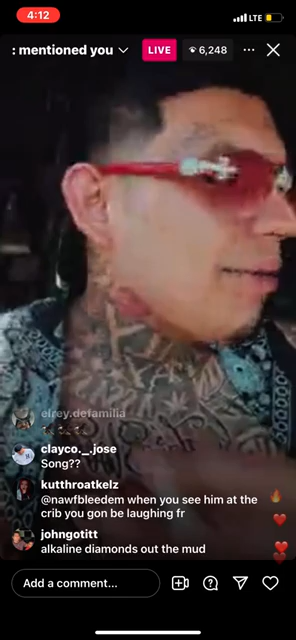 4:12
LTE
: mentioned you
LIVE
6,248
elrey.defamilia
clayco._.jose
Song??
kutthroatkelz
@nawfbleedem when you see him at the
crib you gon be laughing fr
johngotitt
alkaline diamonds out the mud
Add a comment...